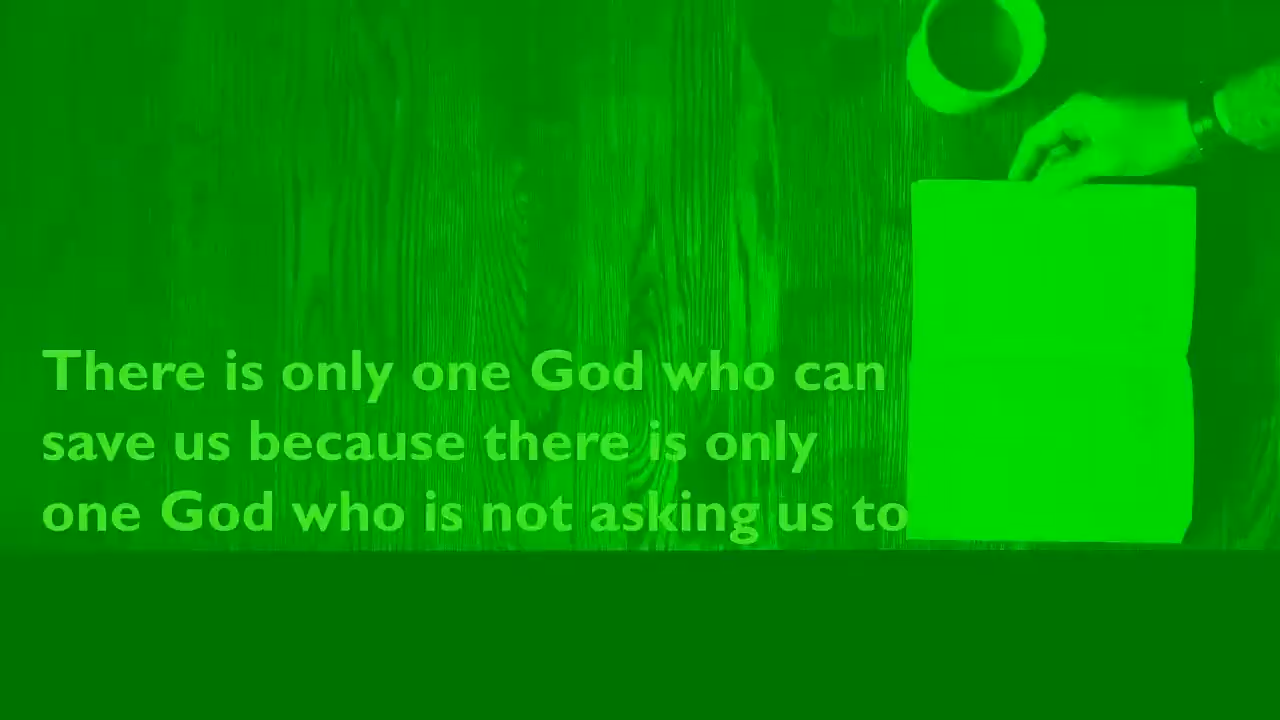 There is only one God who can
save us because there is only
one God who is not asking us to